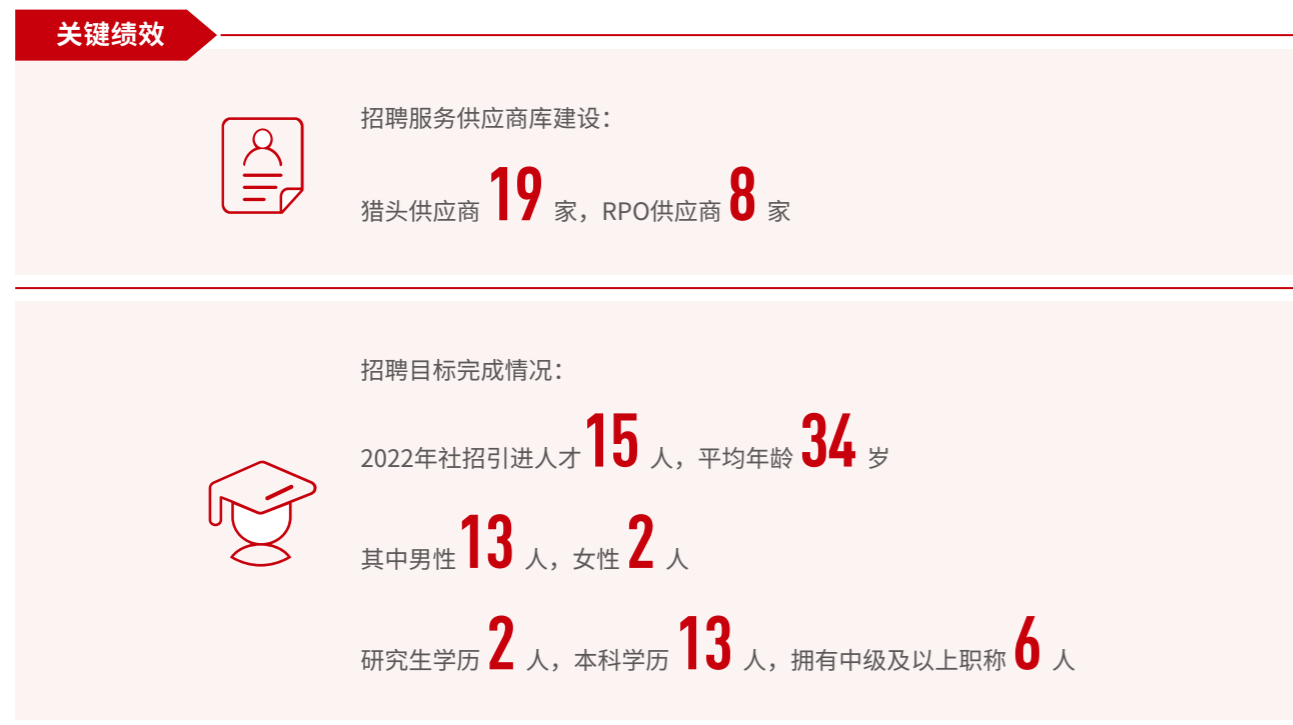 关键绩效
招聘服务供应商库建设：
猎头供应商 19 家，RPO供应商 8 家
招聘目标完成情况：
2022年社招引进人才 15 人，平均年龄 34 岁
其中男性 13 人，女性 2 人
研究生学历 2 人，本科学历 13 人，拥有中级及以上职称 6 人